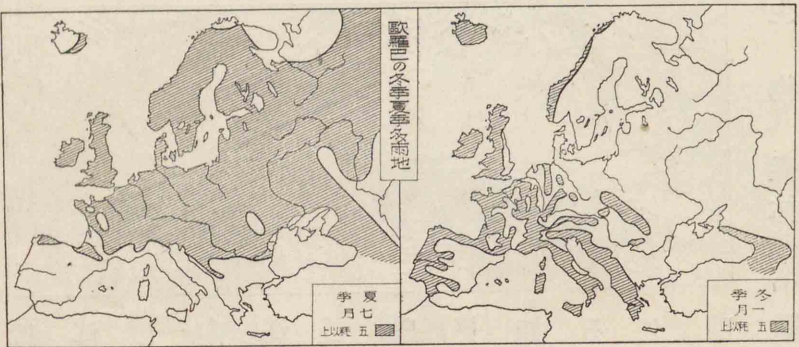 歐羅巴の冬季夏季多雨地
冬季
一月
五粍以上
夏季
七月
五粍以上